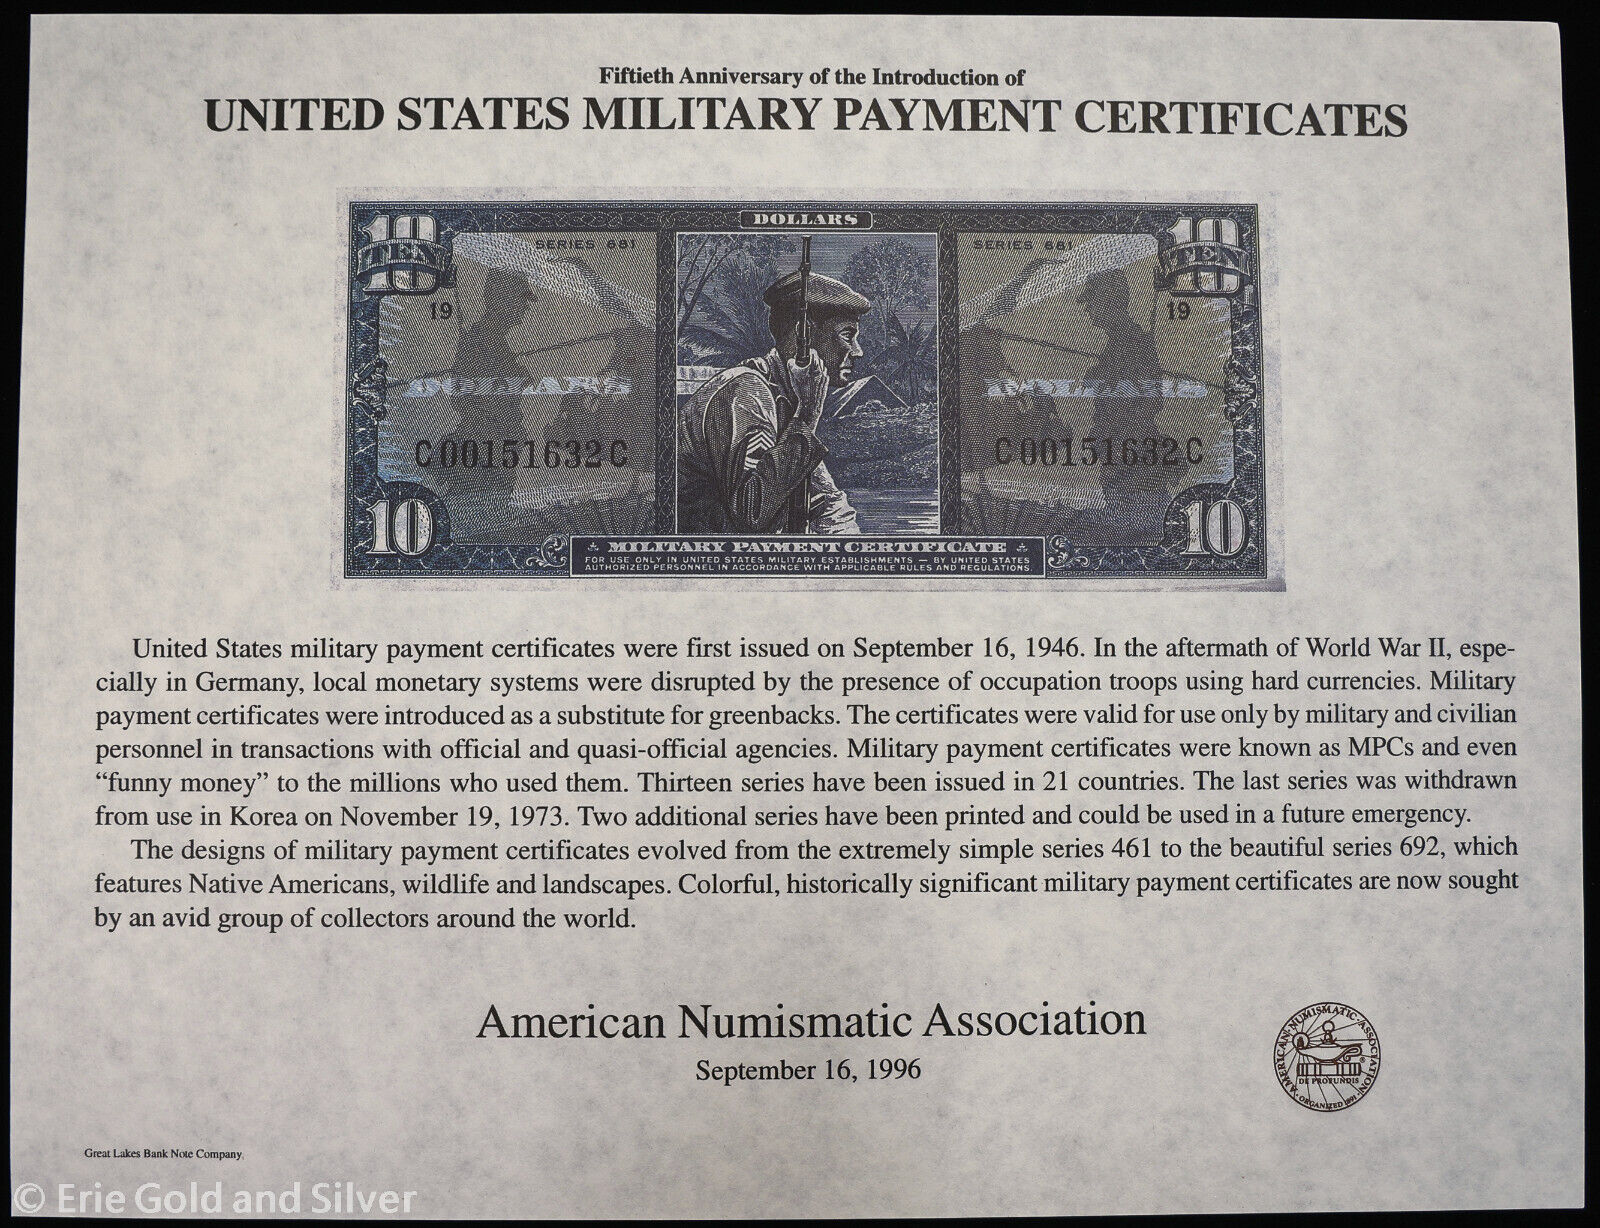 Fiftieth Anniversary of the Introduction of
UNITED STATES MILITARY PAYMENT CERTIFICATES
DOLLARS
10 TEN
SERIES 681
SERIES 681
10 TEN
19
19
DOLLARS
DOLLARS
C00151632C
C00151632C
10
10
MILITARY PAYMENT CERTIFICATE
FOR USE ONLY IN UNITED STATES MILITARY ESTABLISHMENTS — BY UNITED STATES
AUTHORIZED PERSONNEL IN ACCORDANCE WITH APPLICABLE RULES AND REGULATIONS.
United States military payment certificates were first issued on September 16, 1946. In the aftermath of World War II, espe-
cially in Germany, local monetary systems were disrupted by the presence of occupation troops using hard currencies. Military
payment certificates were introduced as a substitute for greenbacks. The certificates were valid for use only by military and civilian
personnel in transactions with official and quasi-official agencies. Military payment certificates were known as MPCs and even
“funny money” to the millions who used them. Thirteen series have been issued in 21 countries. The last series was withdrawn
from use in Korea on November 19, 1973. Two additional series have been printed and could be used in a future emergency.
The designs of military payment certificates evolved from the extremely simple series 461 to the beautiful series 692, which
features Native Americans, wildlife and landscapes. Colorful, historically significant military payment certificates are now sought
by an avid group of collectors around the world.
American Numismatic Association
September 16, 1996
AMERICAN·NUMISMATIC·ASSOCIATION
DE PROFUNDIS
ORGANIZED 1891
Great Lakes Bank Note Company
© Erie Gold and Silver